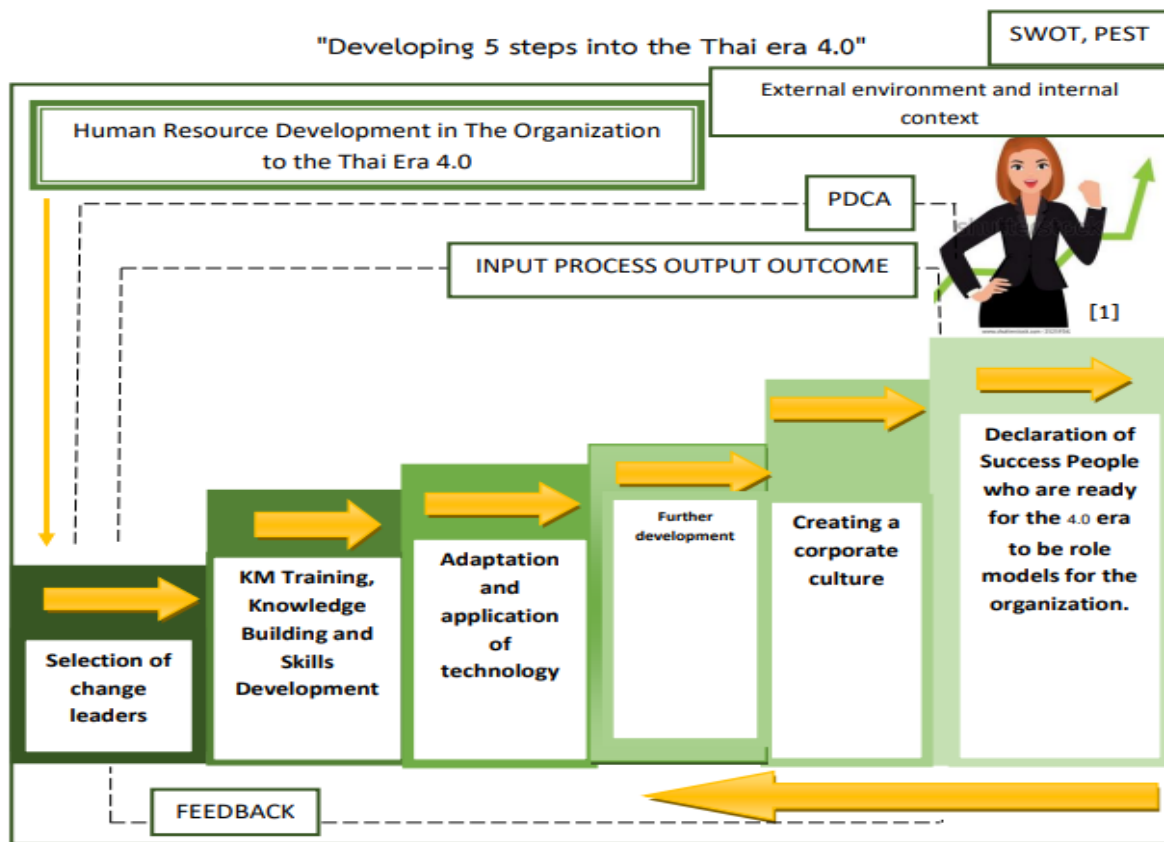 "Developing 5 steps into the Thai era 4.0"
SWOT, PEST
External environment and internal
context
Human Resource Development in The Organization
to the Thai Era 4.0
PDCA
INPUT PROCESS OUTPUT OUTCOME
[1]
Selection of
change
leaders
KM Training,
Knowledge
Building and
Skills
Development
Adaptation
and
application
of
technology
Further
development
Creating a
corporate
culture
Declaration of
Success People
who are ready
for the 4.0 era
to be role
models for the
organization.
FEEDBACK